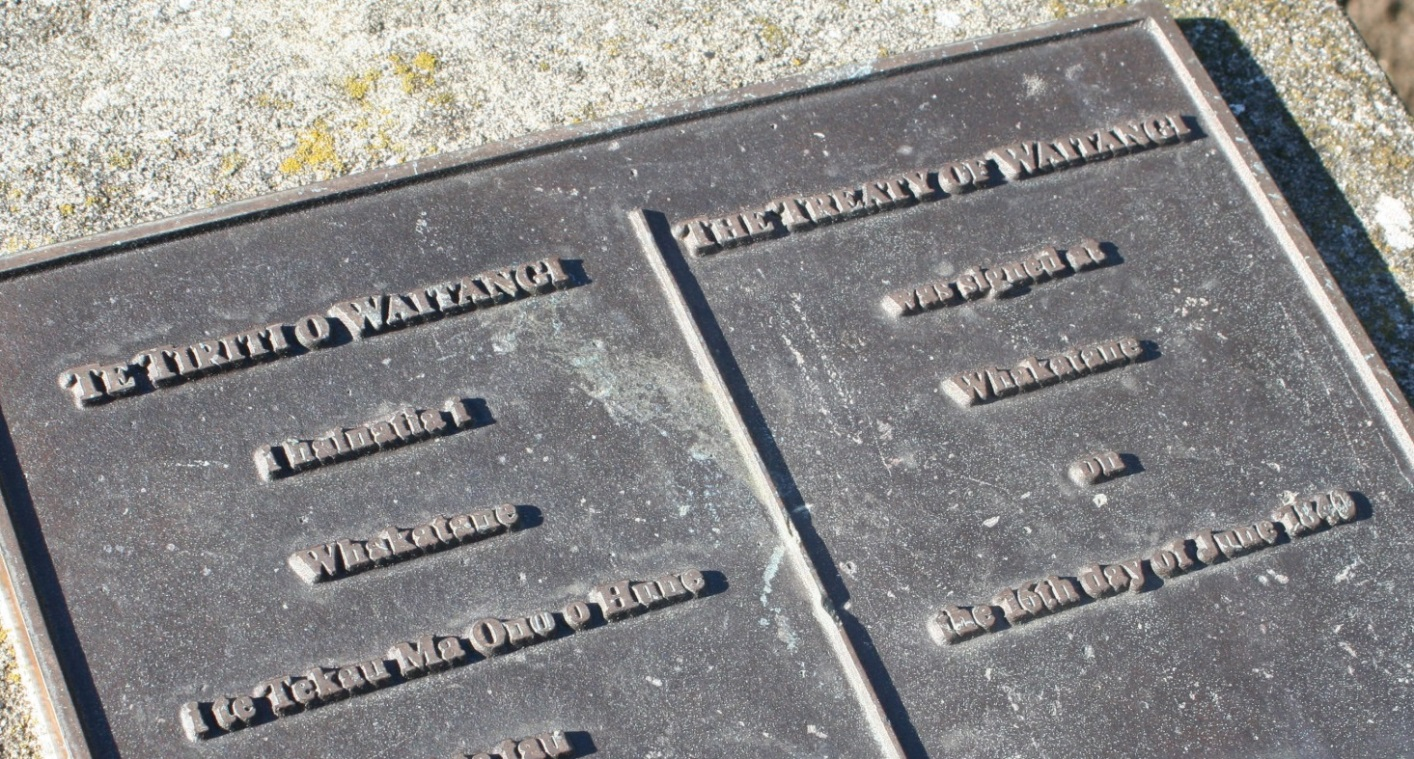 TE TIRITI O WAITANGI
I hainatia i
Whakatane
I te Tekau Ma Ono o Hune
THE TREATY OF WAITANGI
was signed at
Whakatane
on
the 16th day of June 1840